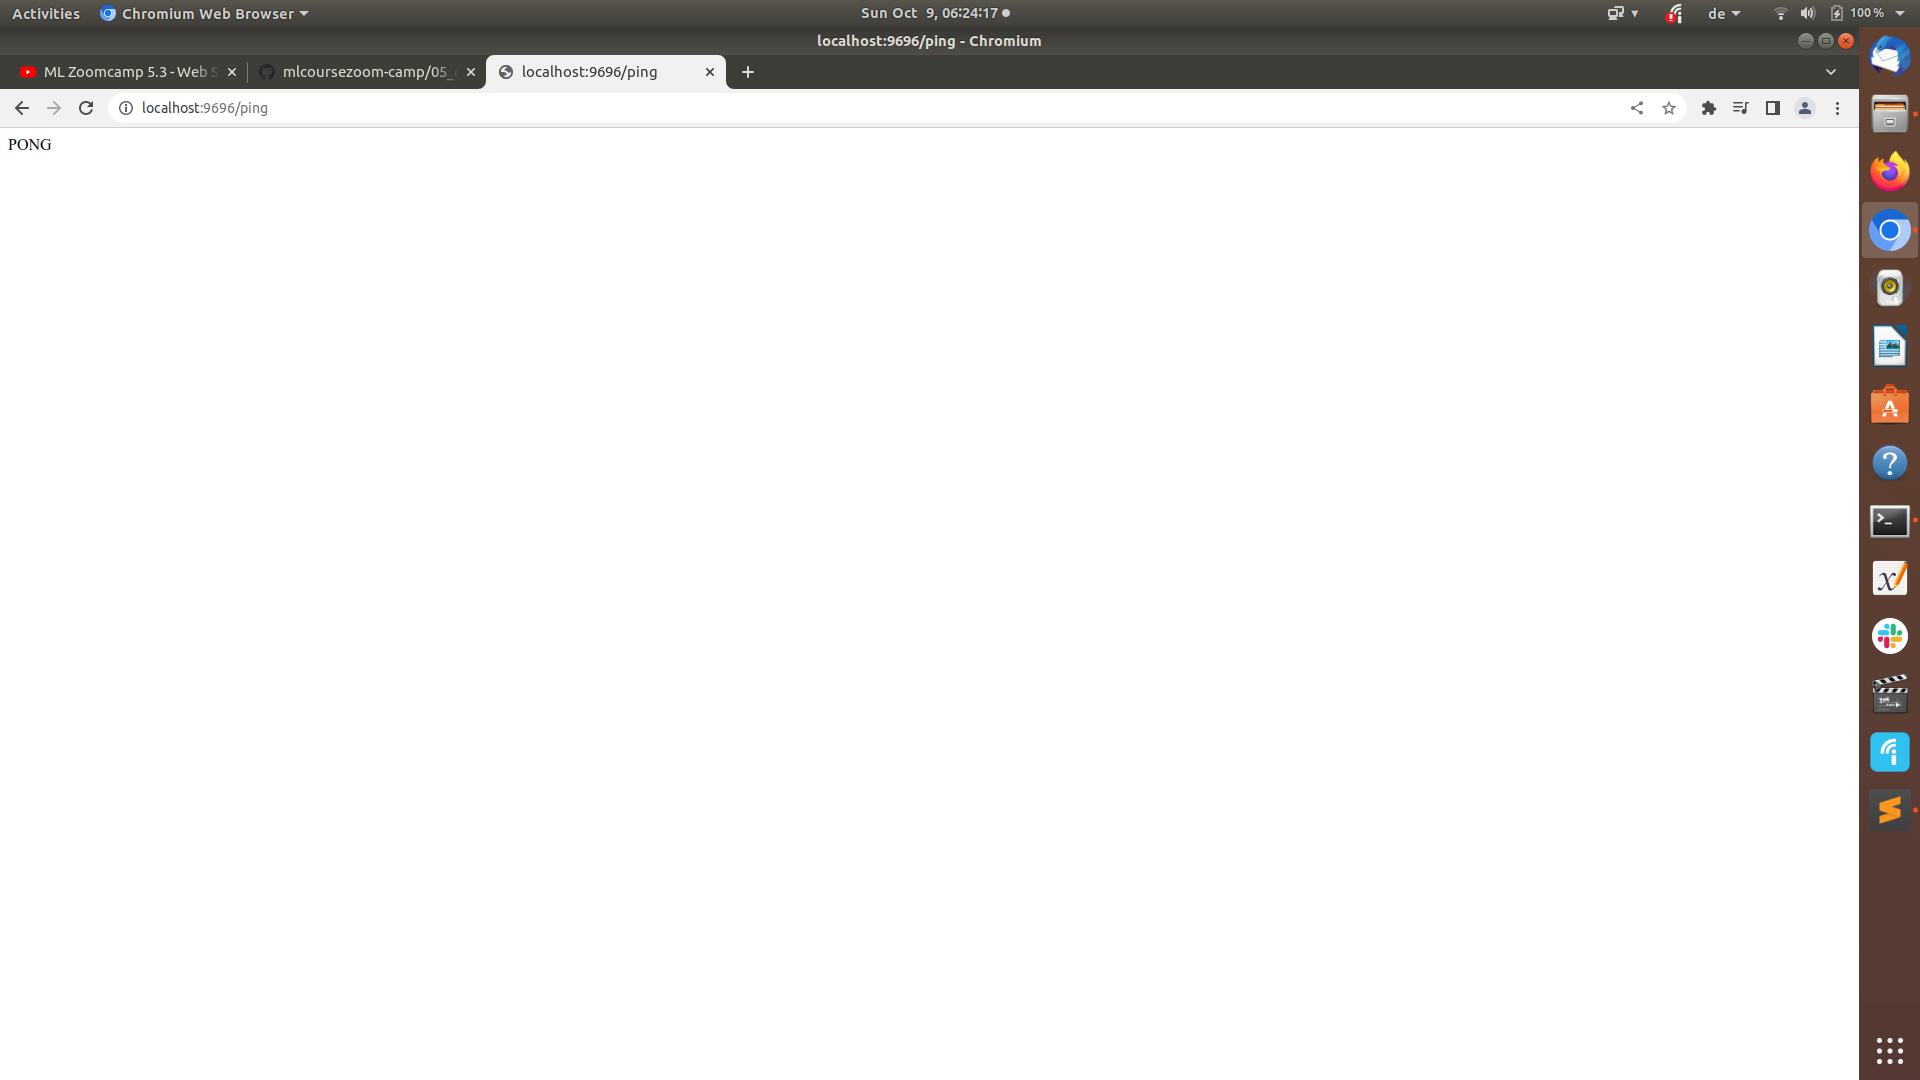 Activities
Chromium Web Browser
Sun Oct 9, 06:24:17
de
100 %
localhost:9696/ping - Chromium
ML Zoomcamp 5.3 - Web S
mlcoursezoom-camp/05_
localhost:9696/ping
localhost:9696/ping
PONG